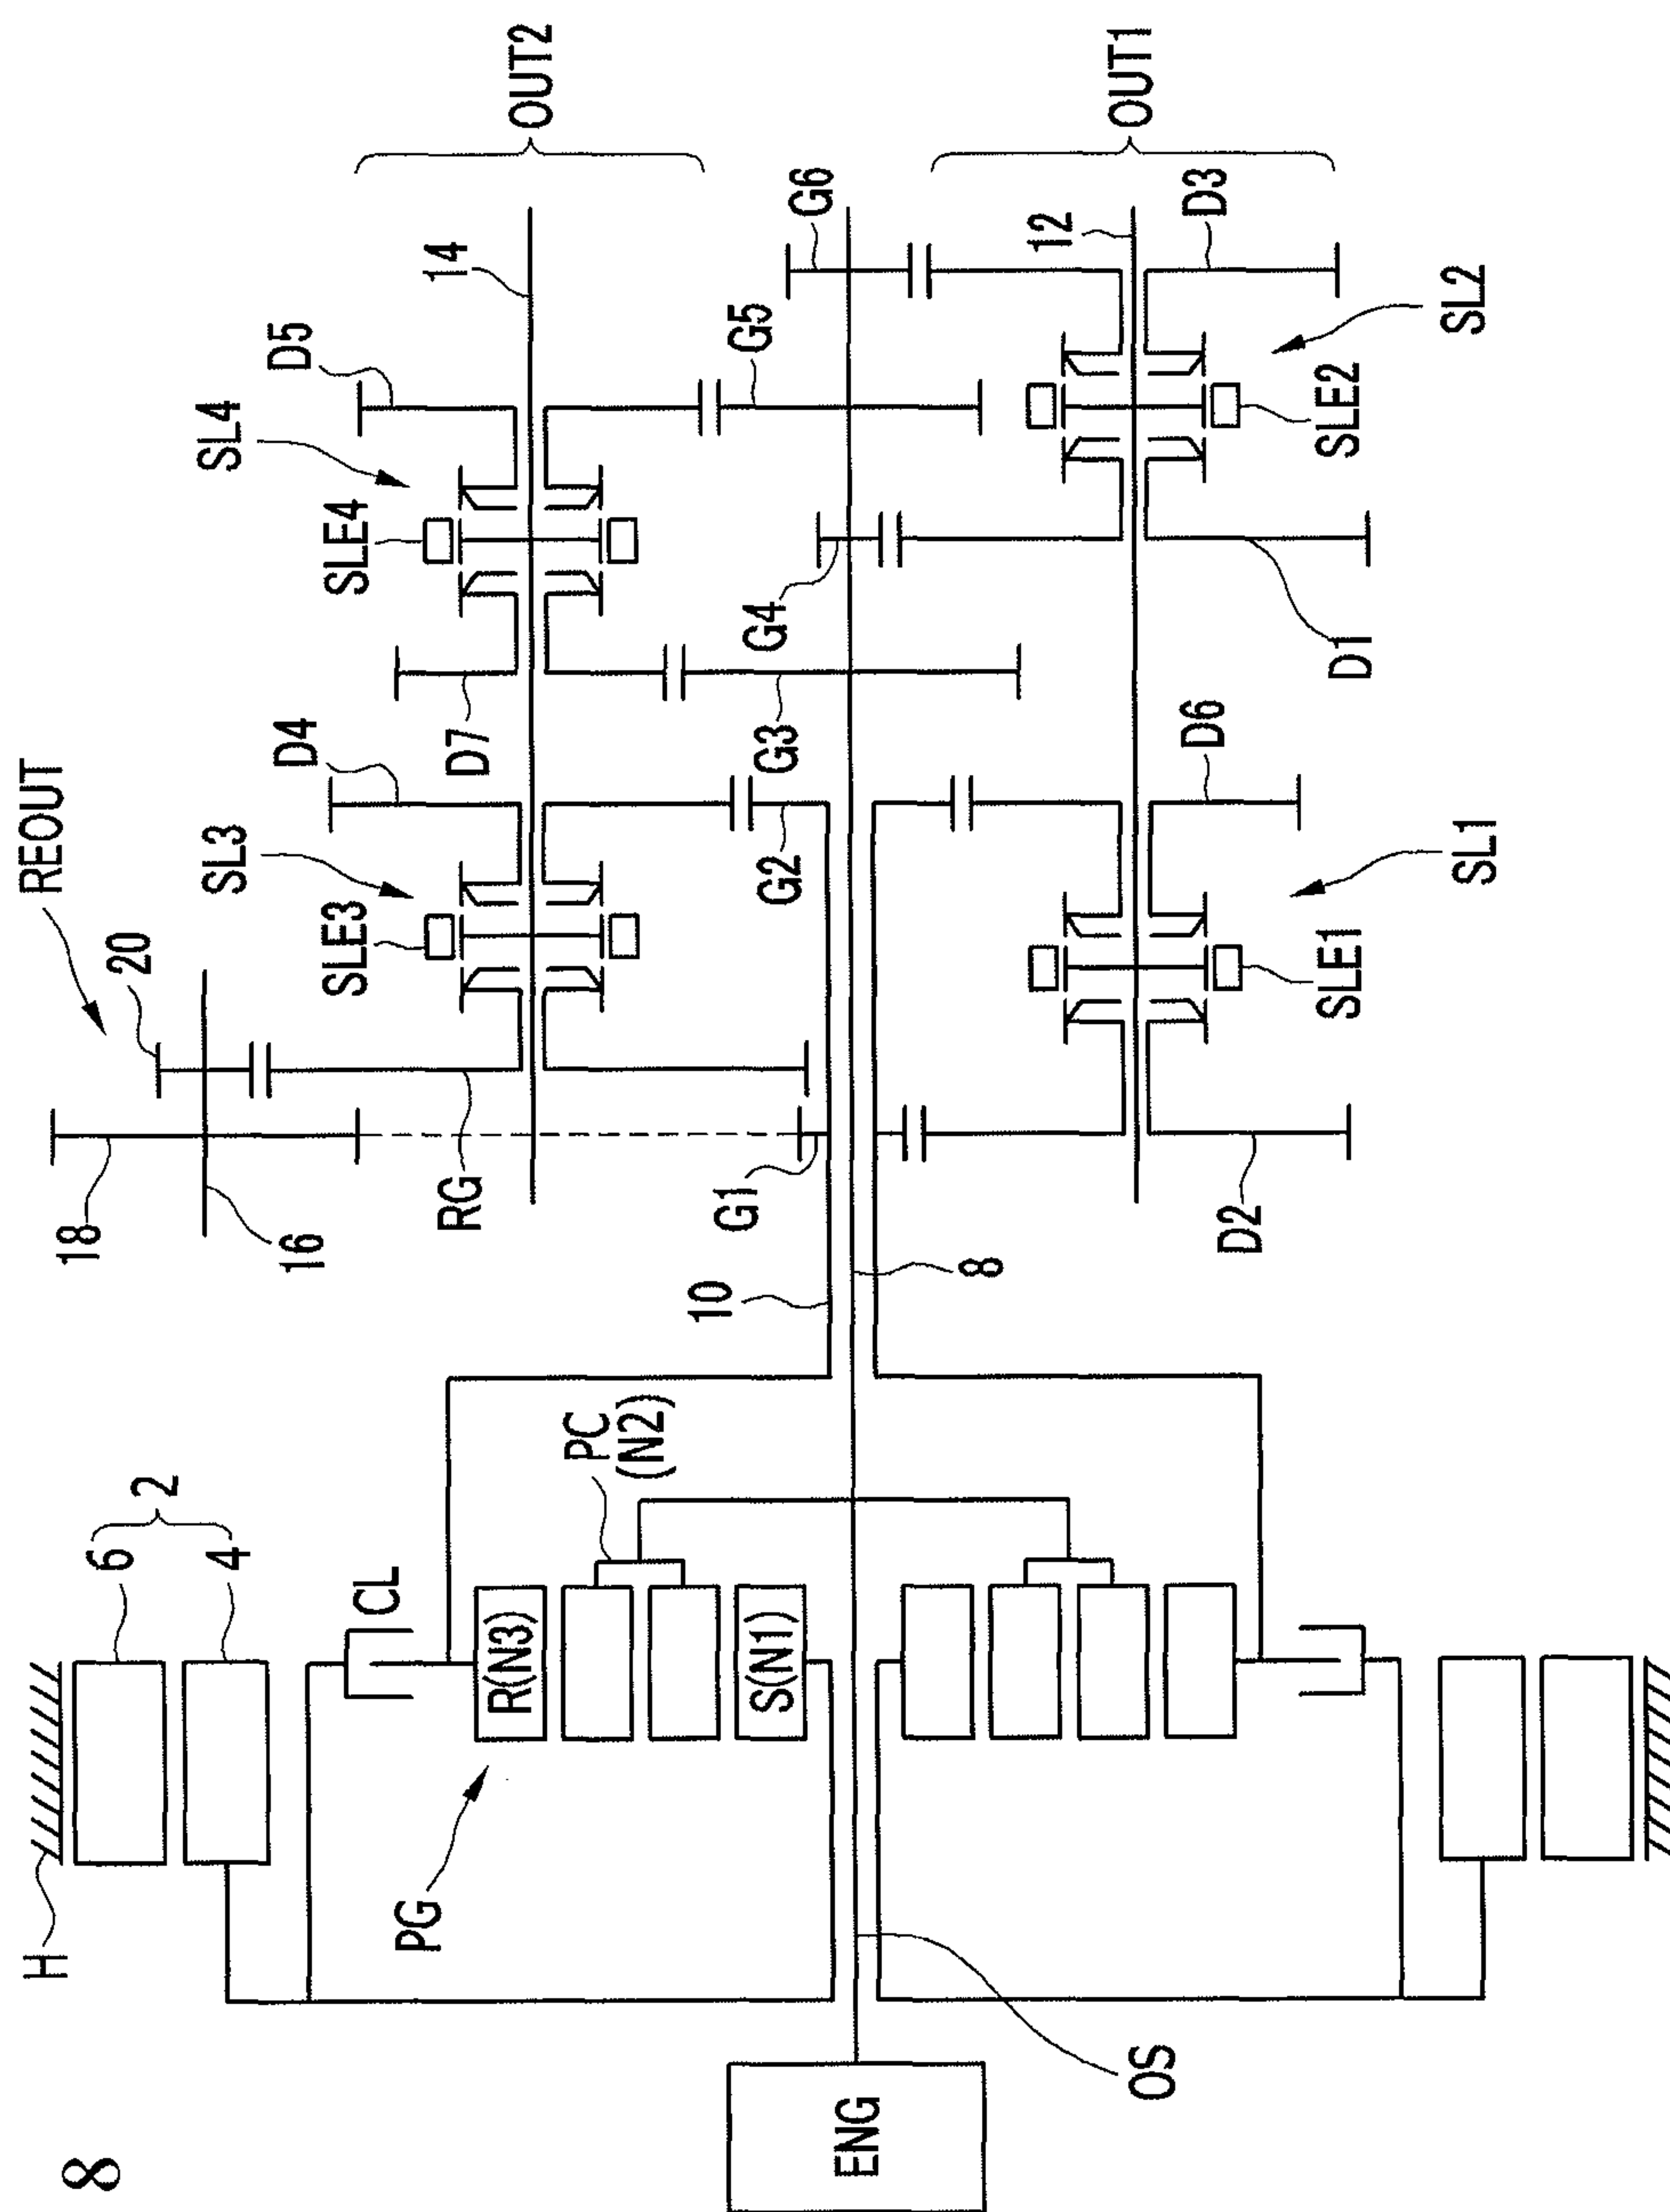 8
ENG
OS
H
6
4
2
CL
PG
R(N3)
S(N1)
PC
(N2)
10
8
18
16
20
REOUT
RG
G1
D2
SL3
SLE3
D4
G2
SLE1
SL1
D6
D7
G3
SL4
SLE4
D5
G4
D1
G5
14
G6
12
D3
SLE2
SL2
OUT2
OUT1